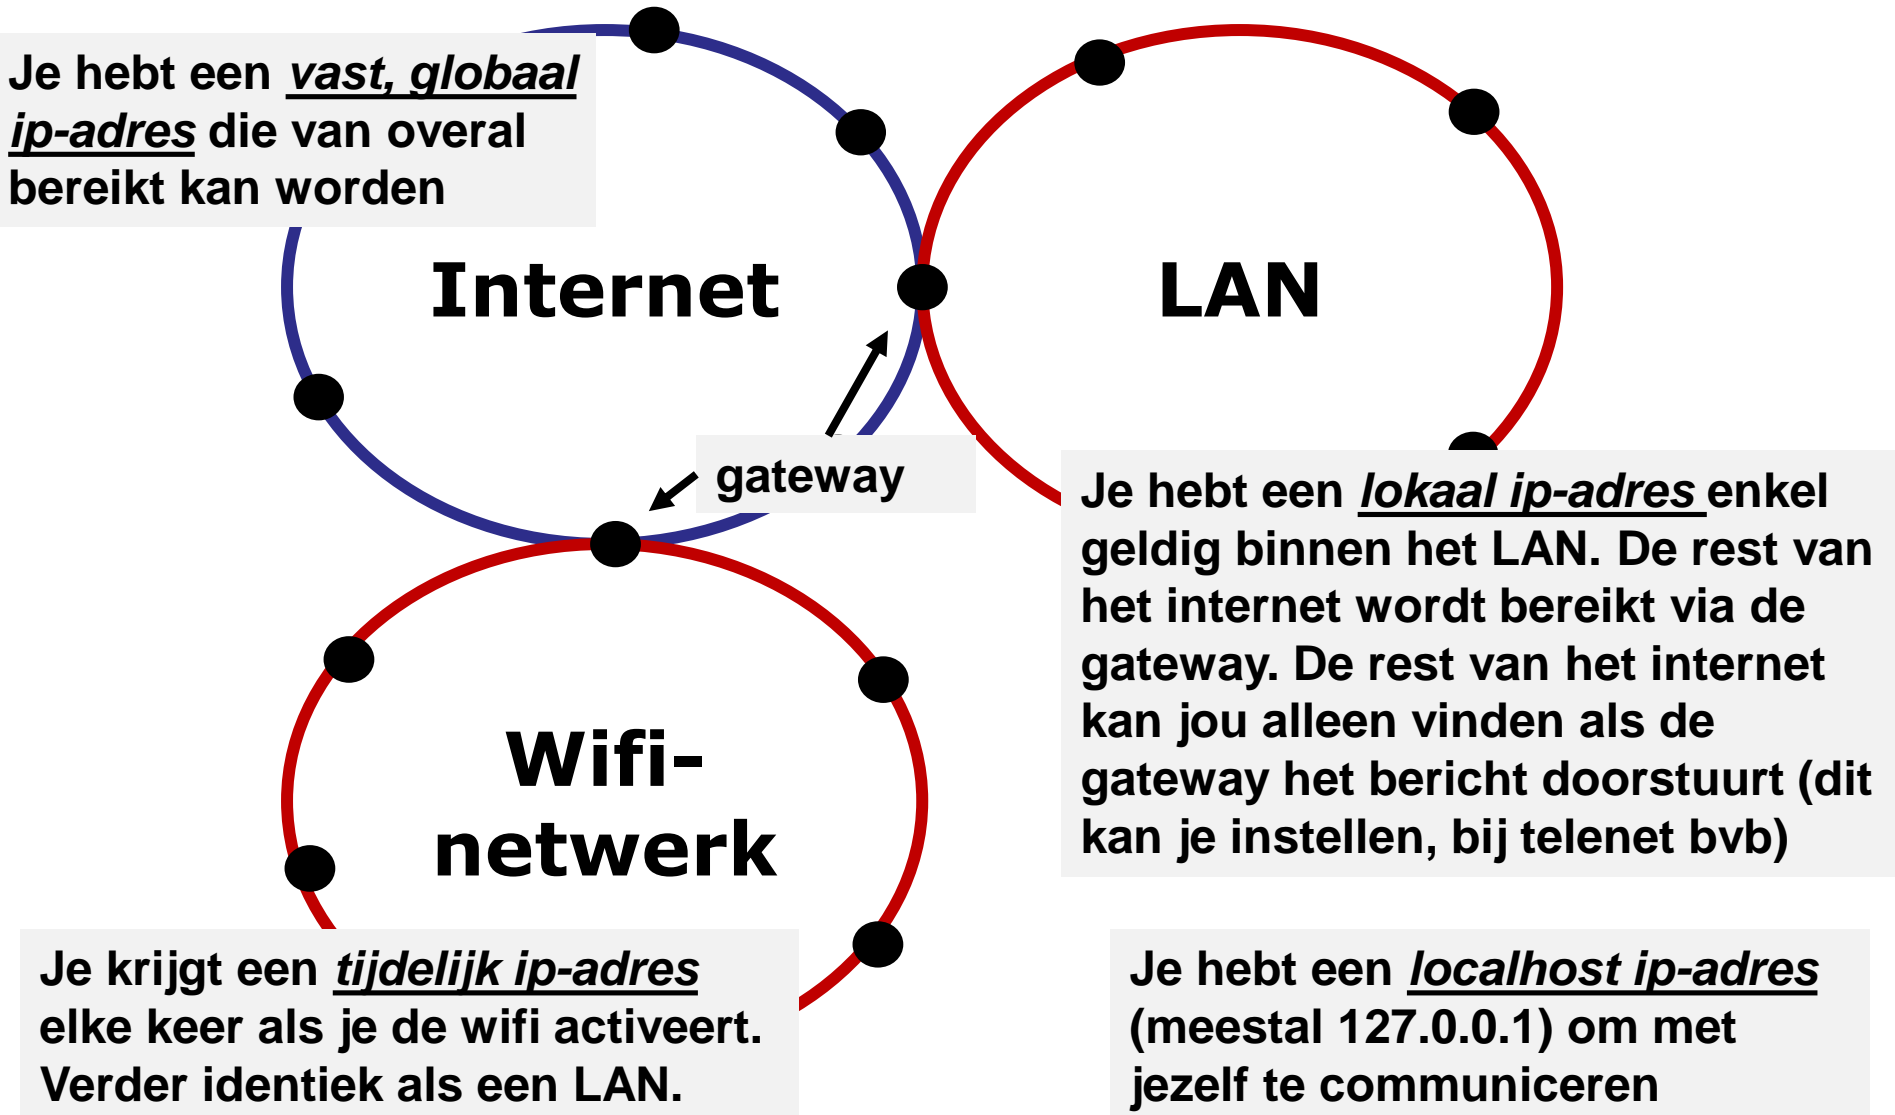 Je hebt een vast, globaal
ip-adres die van overal
bereikt kan worden
Internet
LAN
gateway
Je hebt een lokaal ip-adres enkel
geldig binnen het LAN. De rest van
het internet wordt bereikt via de
gateway. De rest van het internet
kan jou alleen vinden als de
gateway het bericht doorstuurt (dit
kan je instellen, bij telenet bvb)
Wifi-
netwerk
Je krijgt een tijdelijk ip-adres
elke keer als je de wifi activeert.
Verder identiek als een LAN.
Je hebt een localhost ip-adres
(meestal 127.0.0.1) om met
jezelf te communiceren